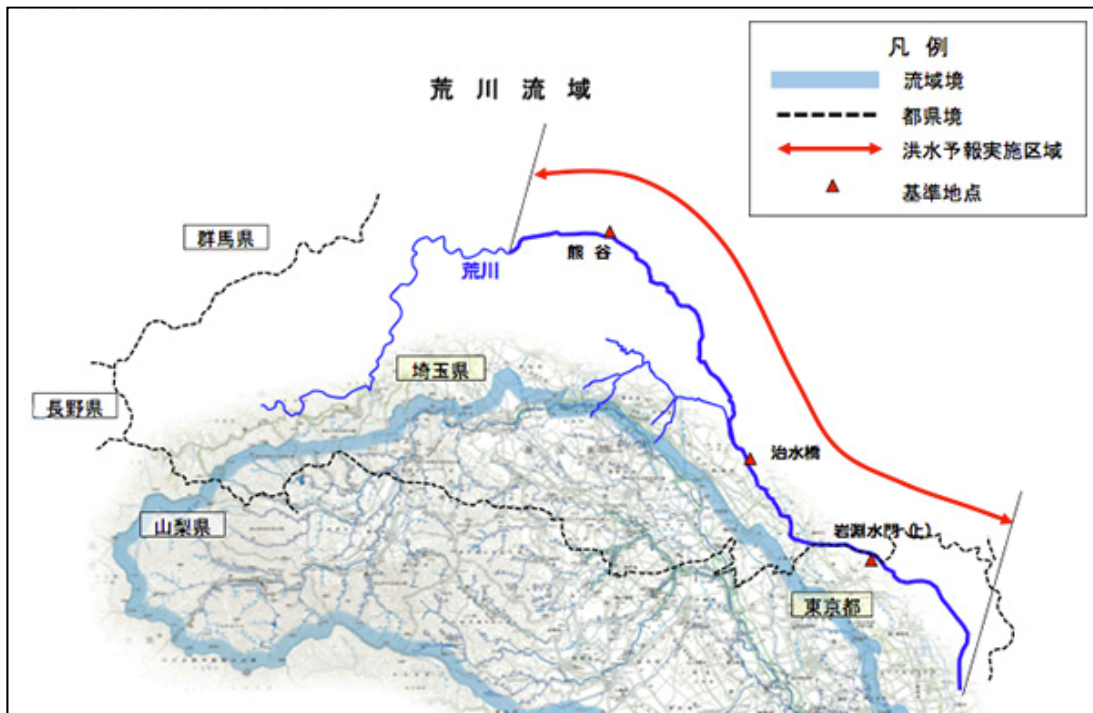 荒川流域
凡例
流域境
都県境
洪水予報実施区域
基準地点
群馬県
荒川
熊谷
埼玉県
長野県
治水橋
山梨県
岩淵水門(上)
東京都